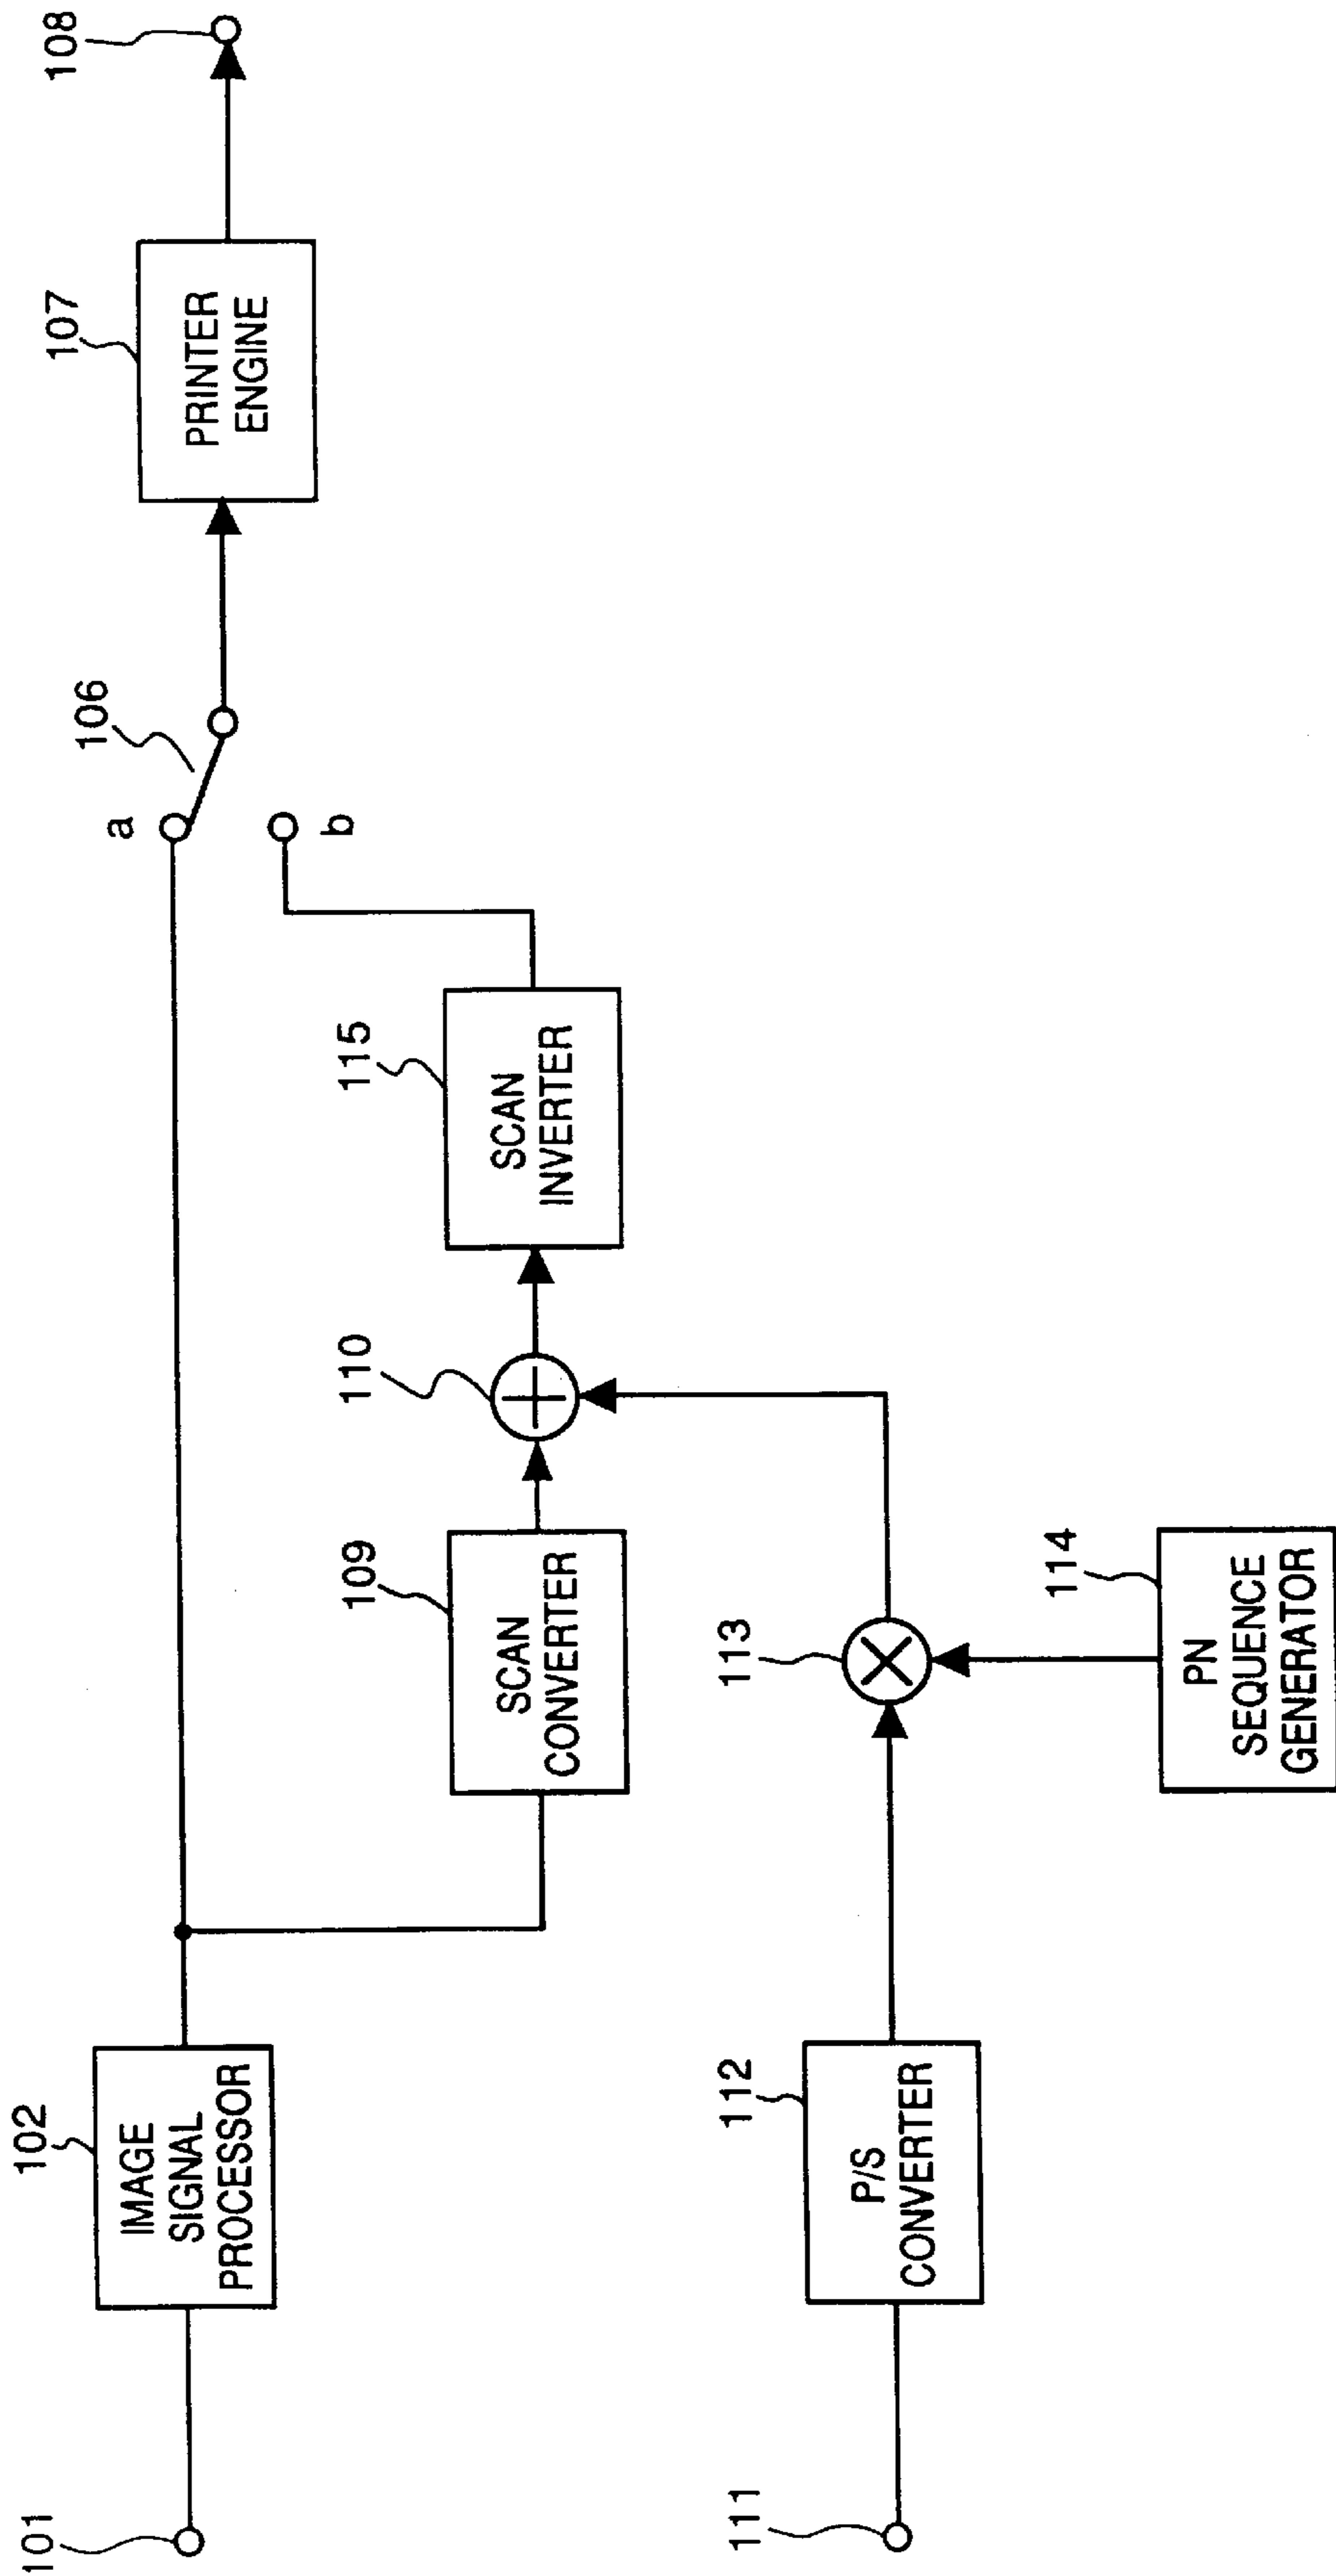 101
102
IMAGE
SIGNAL
PROCESSOR
a
106
b
107
PRINTER
ENGINE
108
109
SCAN
CONVERTER
110
115
SCAN
INVERTER
111
112
P/S
CONVERTER
113
114
PN
SEQUENCE
GENERATOR